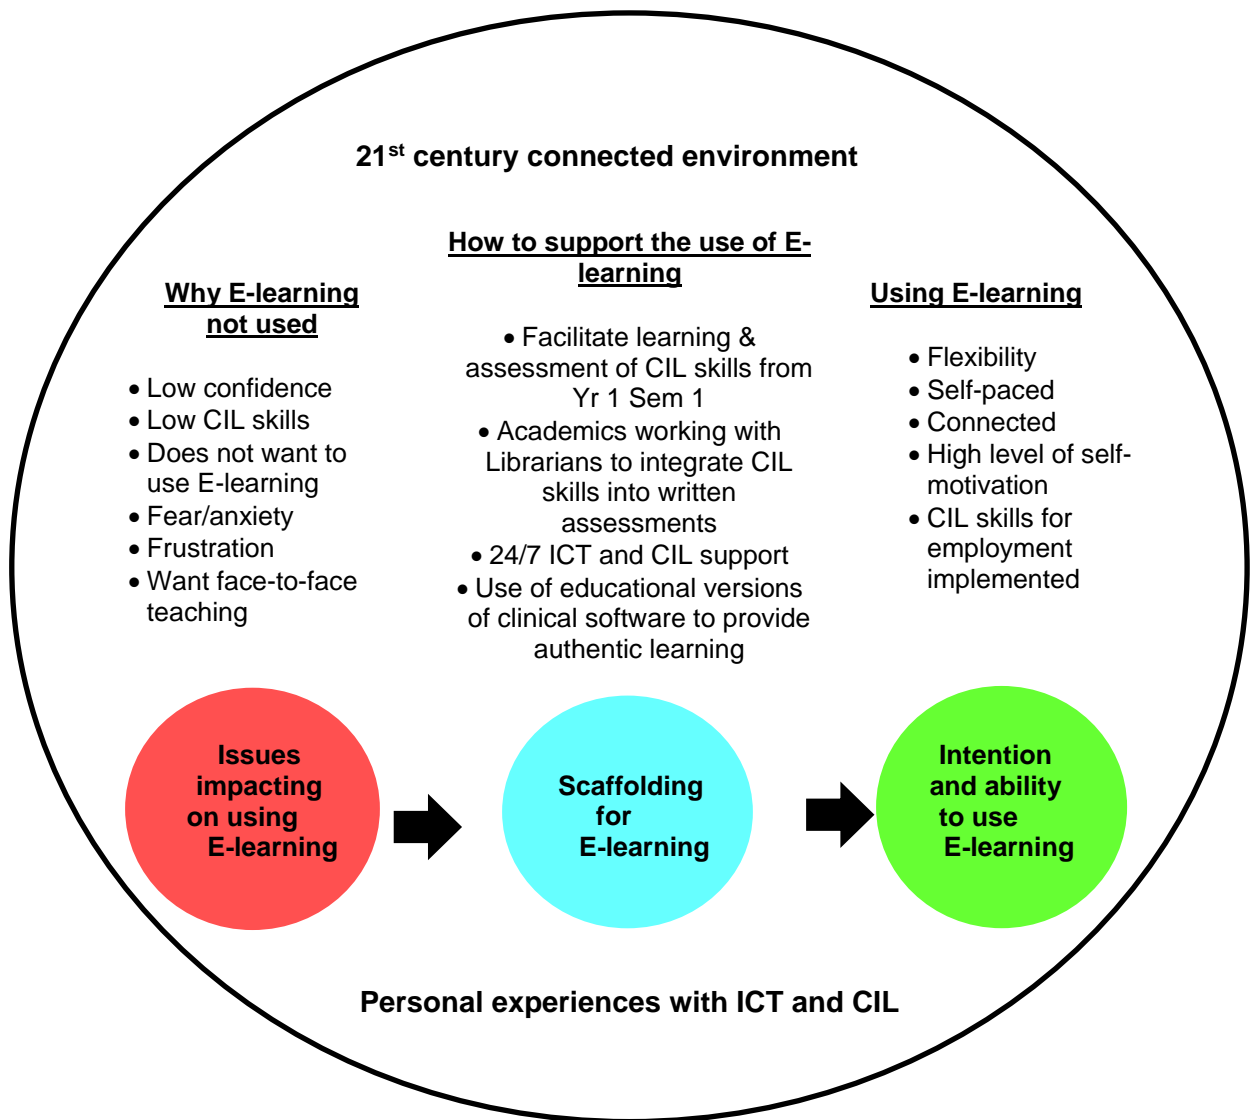 21st century connected environment
How to support the use of E-
learning
Why E-learning
not used
Using E-learning
• Low confidence
• Low CIL skills
• Does not want to
use E-learning
• Fear/anxiety
• Frustration
• Want face-to-face
teaching
• Facilitate learning &
assessment of CIL skills from
Yr 1 Sem 1
• Academics working with
Librarians to integrate CIL
skills into written
assessments
• 24/7 ICT and CIL support
• Use of educational versions
of clinical software to provide
authentic learning
• Flexibility
• Self-paced
• Connected
• High level of self-
motivation
• CIL skills for
employment
implemented
Issues
impacting
on using
E-learning
Scaffolding
for
E-learning
Intention
and ability
to use
E-learning
Personal experiences with ICT and CIL